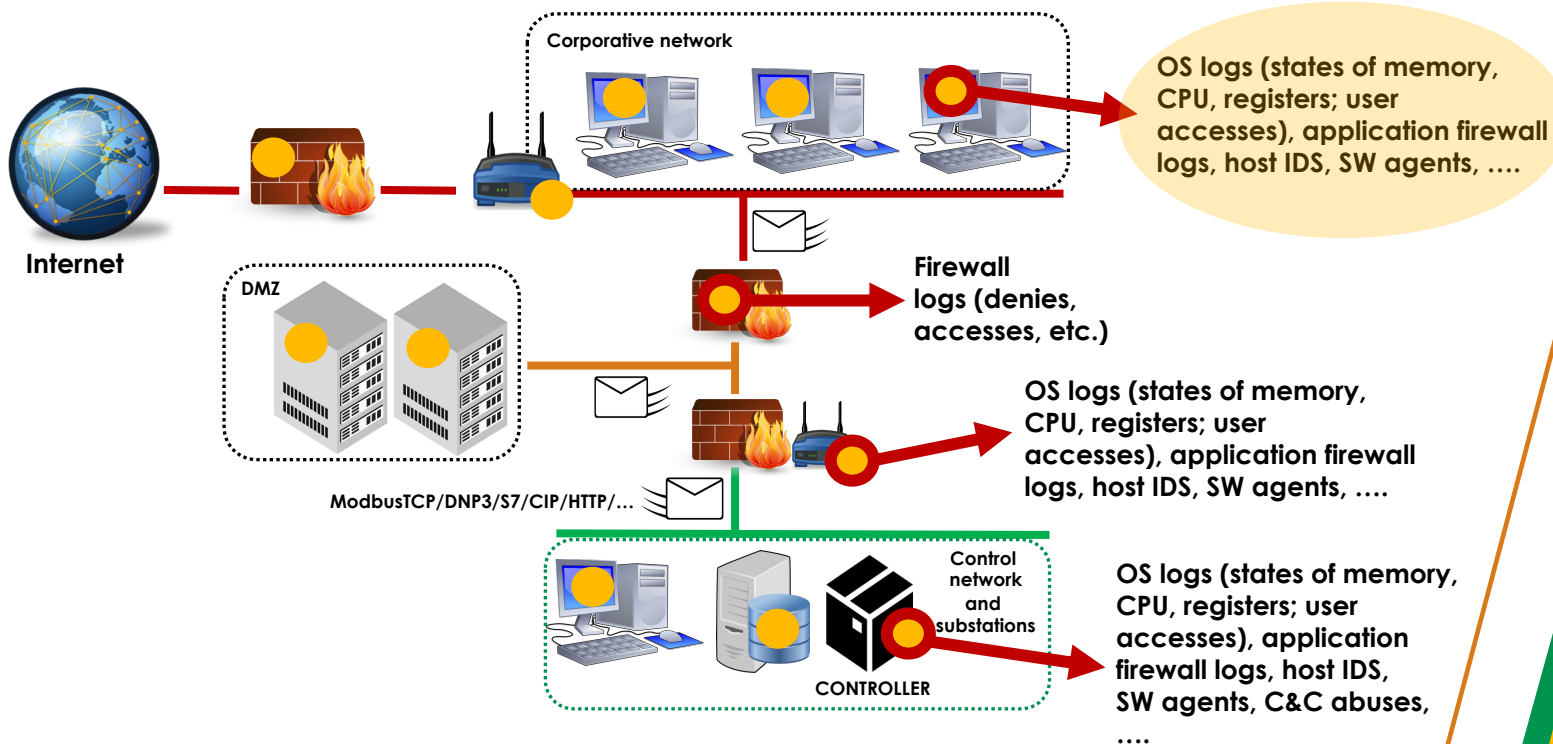 Corporative network
OS logs (states of memory,
CPU, registers; user
accesses), application firewall
logs, host IDS, SW agents, ….
Internet
Firewall
logs (denies,
accesses, etc.)
DMZ
OS logs (states of memory,
CPU, registers; user
accesses), application firewall
logs, host IDS, SW agents, ….
ModbusTCP/DNP3/S7/CIP/HTTP/…
Control
network
and
substations
CONTROLLER
OS logs (states of memory,
CPU, registers; user
accesses), application
firewall logs, host IDS,
SW agents, C&C abuses,
….